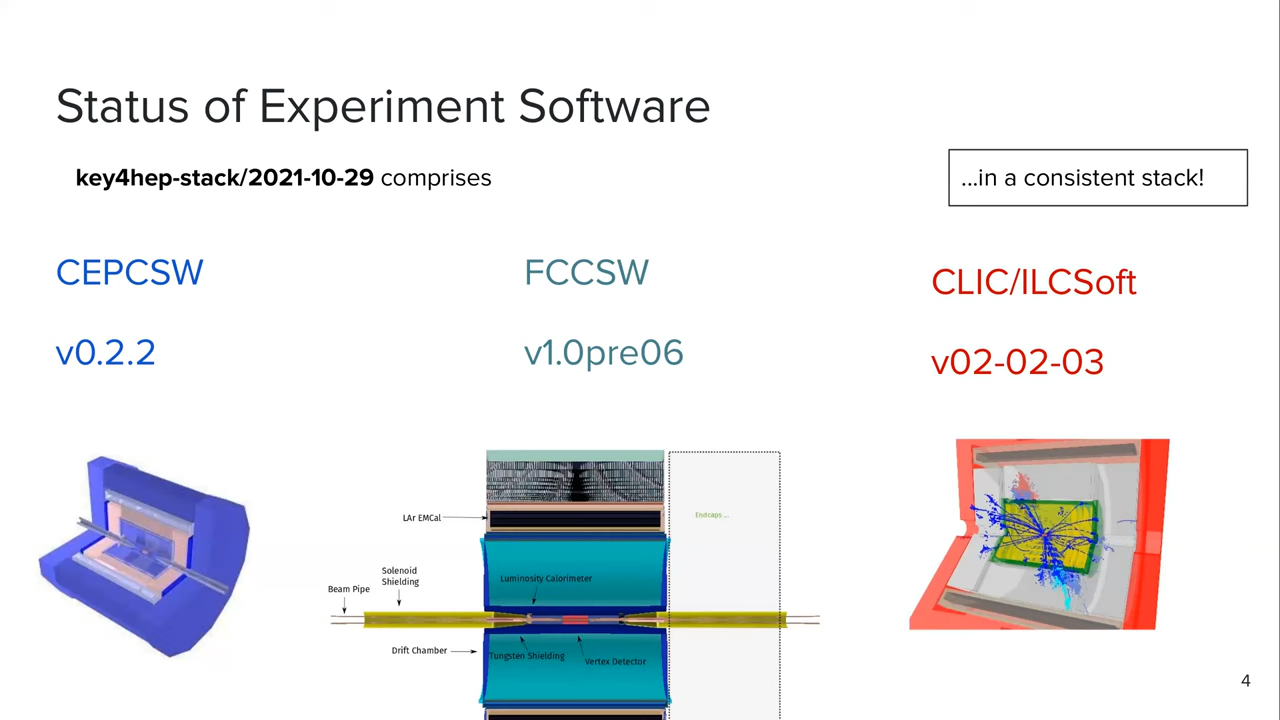 Status of Experiment Software
key4hep-stack/2021-10-29 comprises
...in a consistent stack!
CEPCSW
v0.2.2
FCCSW
v1.0pre06
CLIC/ILCSoft
v02-02-03
LAr EMCal
Endcaps ...
Solenoid
Shielding
Luminosity Calorimeter
Beam Pipe
Drift Chamber
Tungsten Shielding
Vertex Detector
4